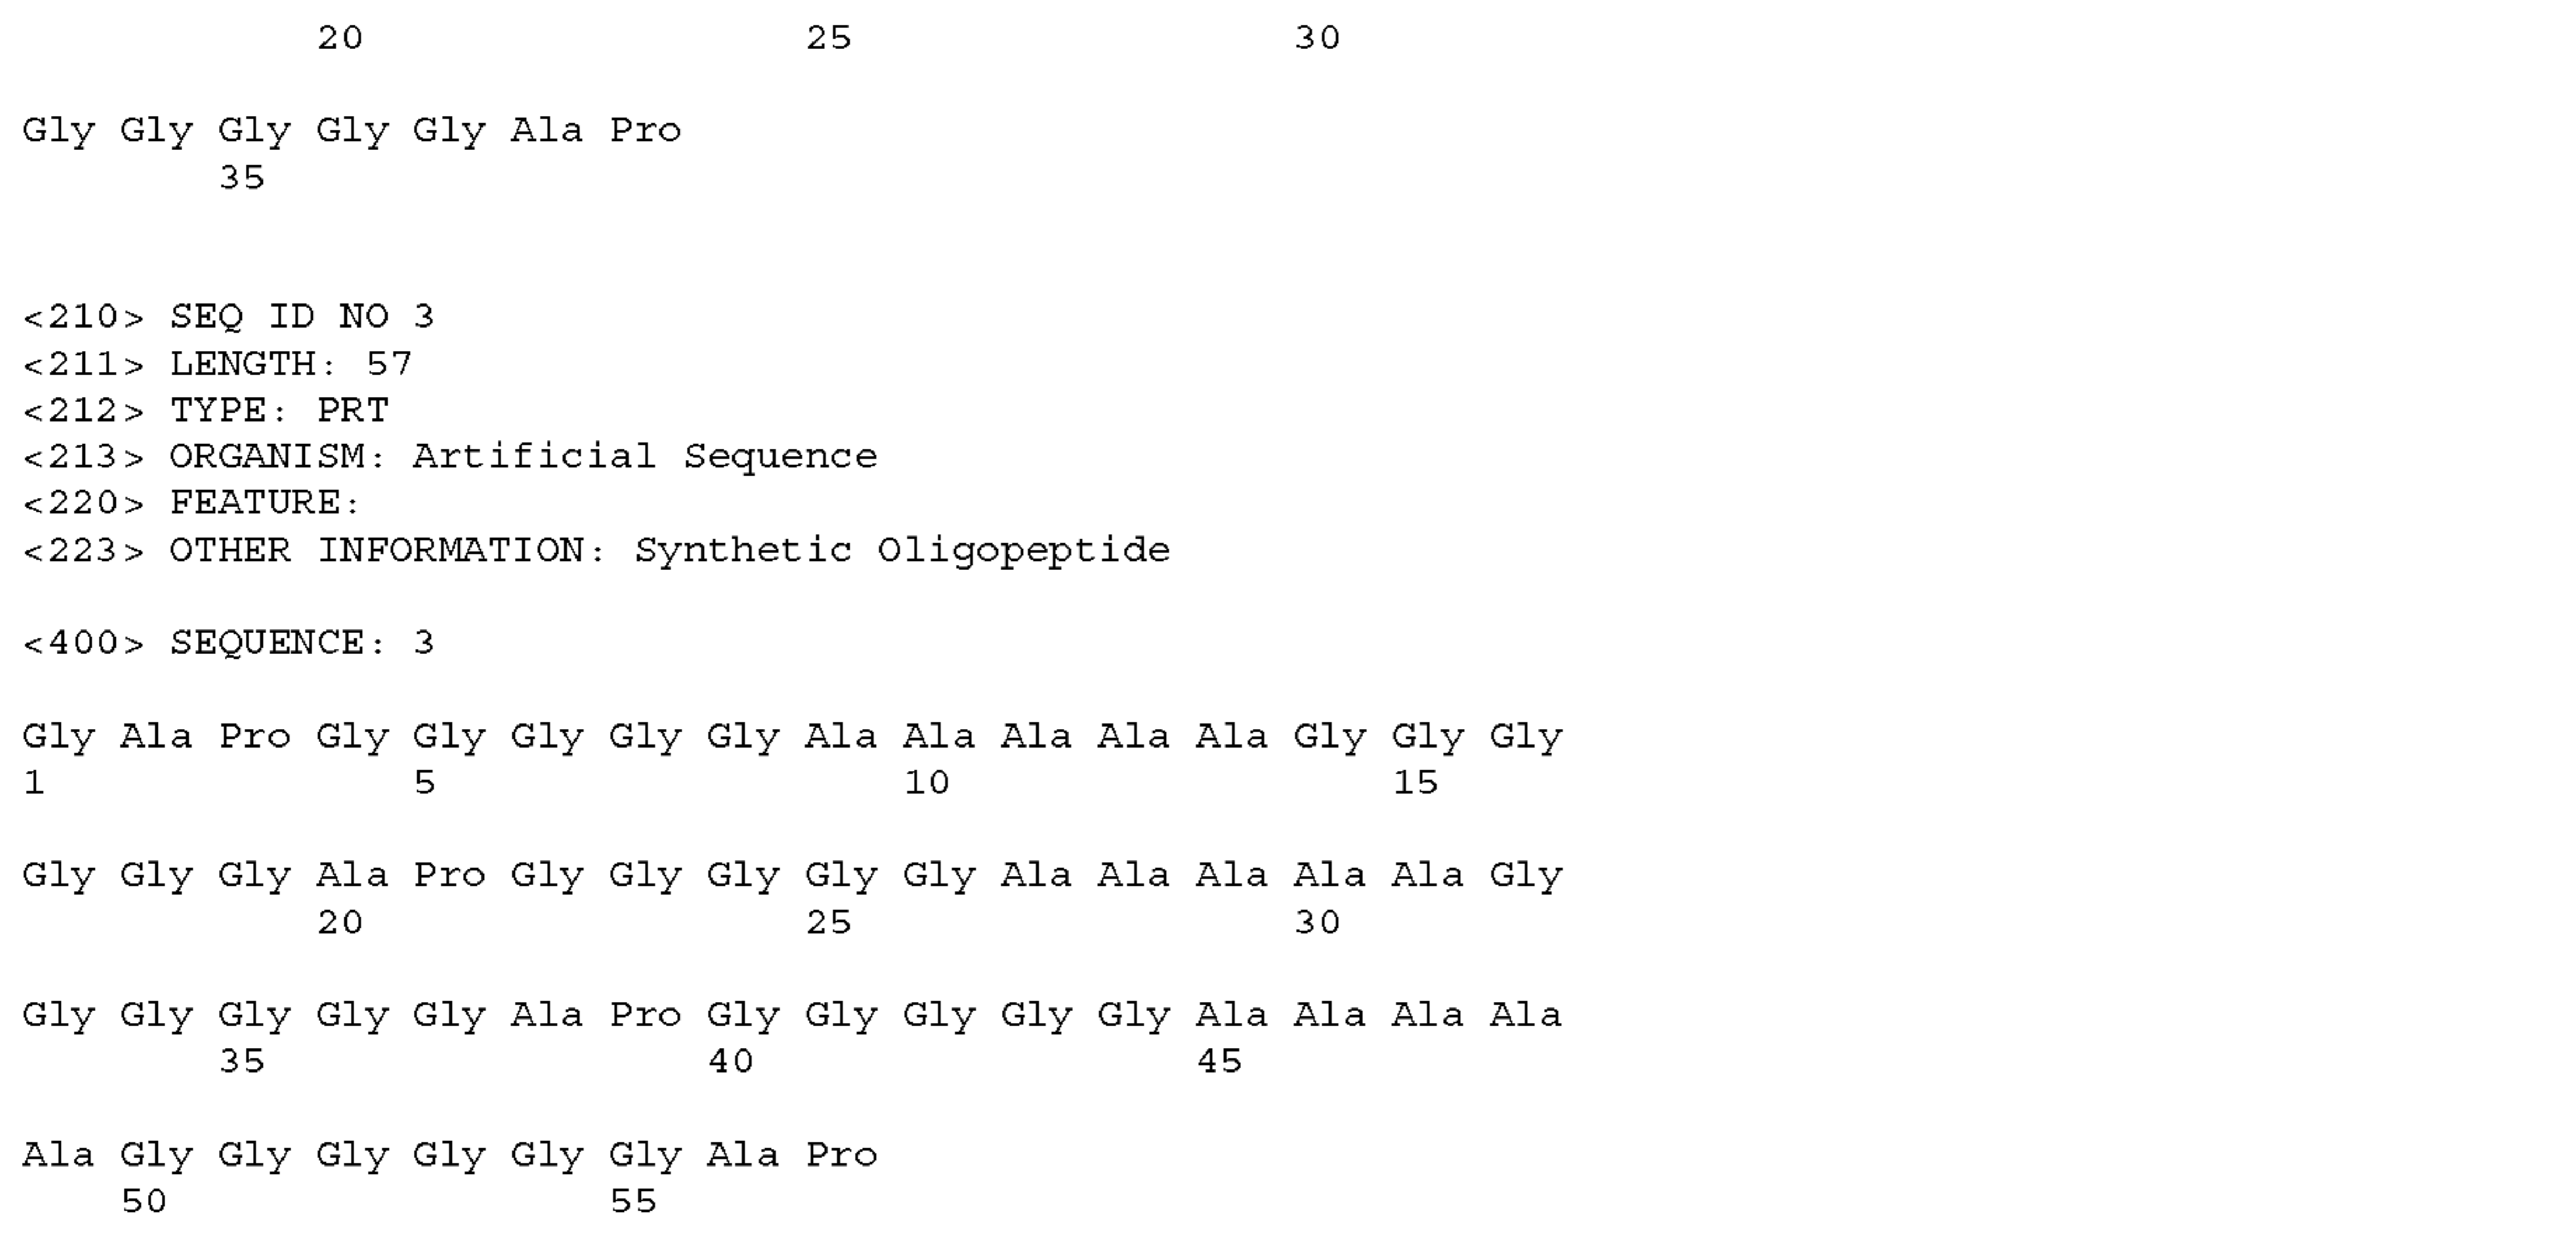 20 25 30
Gly Gly Gly Gly Gly Ala Pro
35
<210> SEQ ID NO 3
<211> LENGTH: 57
<212> TYPE: PRT
<213> ORGANISM: Artificial Sequence
<220> FEATURE:
<223> OTHER INFORMATION: Synthetic Oligopeptide
<400> SEQUENCE: 3
Gly Ala Pro Gly Gly Gly Gly Gly Ala Ala Ala Ala Ala Gly Gly Gly
1 5 10 15
Gly Gly Gly Ala Pro Gly Gly Gly Gly Gly Ala Ala Ala Ala Ala Gly
20 25 30
Gly Gly Gly Gly Gly Ala Pro Gly Gly Gly Gly Gly Ala Ala Ala Ala
35 40 45
Ala Gly Gly Gly Gly Gly Gly Ala Pro
50 55